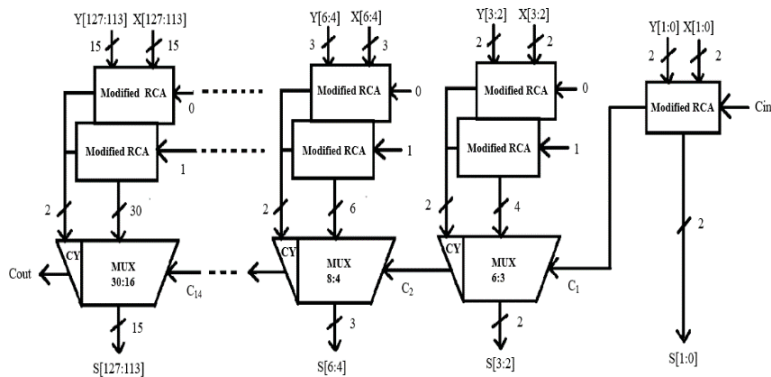 Y[127:113] X[127:113] Y[6:4] X[6:4] Y[3:2] X[3:2] Y[1:0] X[1:0]
15 15 3 3 2 2 2 2
Modified RCA Modified RCA Modified RCA Modified RCA
0 0 0 Cin
Modified RCA Modified RCA Modified RCA
1 1 1
2 30 2 6 2 4 2
CY MUX 30:16 CY MUX 8:4 MUX 6:3
Cout C14 C2 C1
15 3 2
S[127:113] S[6:4] S[3:2] S[1:0]